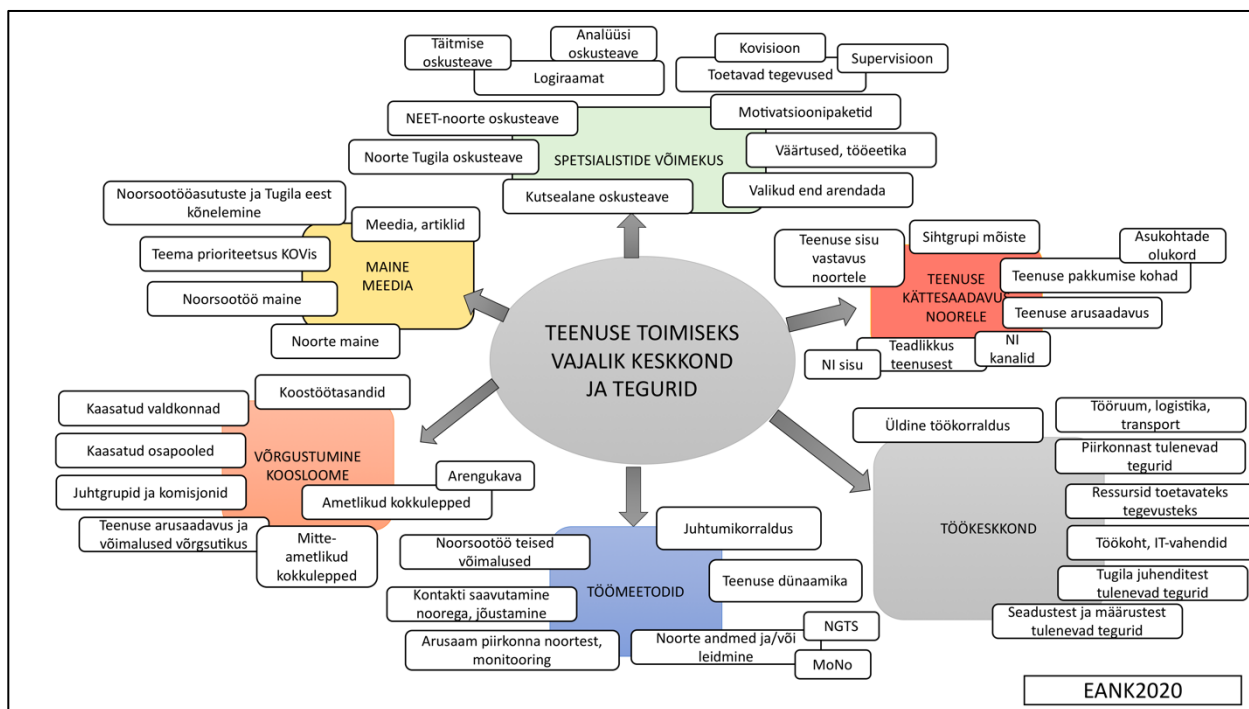 Täitmise
oskusteave
Analüüsi
oskusteave
Logiraamat
Kovisioon
Supervisioon
Toetavad tegevused
NEET-noorte oskusteave
Motivatsioonipaketid
Noorte Tugila oskusteave
SPETSIALISTIDE VÕIMEKUS
Väärtused, tööeetika
Kutsealane oskusteave
Valikud end arendada
Noorsootööasutuste ja Tugila eest
kõnelemine
Meedia, artiklid
Teema prioriteetsus KOVis
MAINE
MEEDIA
Noorsootöö maine
Noorte maine
Teenuse sisu
vastavus
noortele
Sihtgrupi mõiste
Asukohtade
olukord
TEENUSE
KÄTTESAADAVUS
NOORELE
Teenuse pakkumise kohad
Teenuse arusaadavus
NI sisu
Teadlikkus
teenusest
NI
kanalid
TEENUSE TOIMISEKS
VAJALIK KESKKOND
JA TEGURID
Koostöötasandid
Kaasatud valdkonnad
Kaasatud osapooled
VÕRGUSTUMINE
KOOSLOOME
Arengukava
Juhtgrupid ja komisjonid
Ametlikud kokkulepped
Teenuse arusaadavus ja
võimalused võrgsutikus
Mitte-
ametlikud
kokkulepped
Juhtumikorraldus
Noorsootöö teised
võimalused
TÖÖMEETODID
Teenuse dünaamika
Kontakti saavutamine
noorega, jõustamine
Arusaam piirkonna noortest,
monitooring
Noorte andmed ja/või
leidmine
NGTS
MoNo
Üldine töökorraldus
Tööruum, logistika,
transport
Piirkonnast tulenevad
tegurid
Ressursid toetavateks
tegevusteks
TÖÖKESKKOND
Töökoht, IT-vahendid
Tugila juhenditest
tulenevad tegurid
Seadustest ja määrustest
tulenevad tegurid
EANK2020